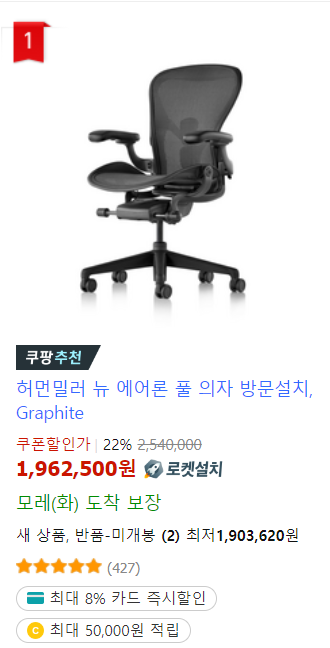 1
쿠팡추천
허먼밀러 뉴 에어론 풀 의자 방문설치,
Graphite
쿠폰할인가 | 22% 2,540,000
1,962,500원 로켓설치
모레(화) 도착 보장
새 상품, 반품-미개봉 (2) 최저1,903,620원
(427)
최대 8% 카드 즉시할인
C 최대 50,000원 적립